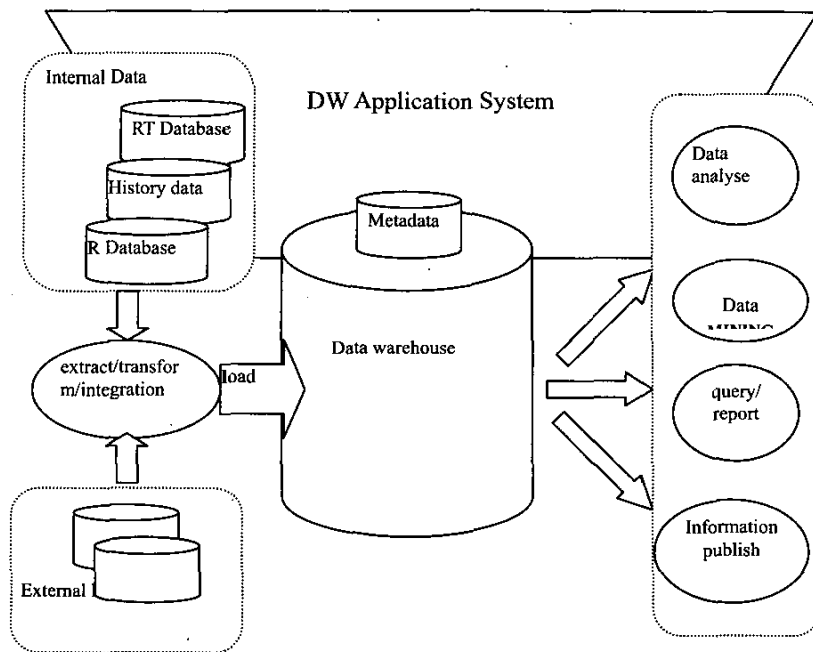 Internal Data
DW Application System
RT Database
History data
R Database
Metadata
Data warehouse
extract/transfor
m/integration
load
External
Data
analyse
Data
MINING
query/
report
Information
publish